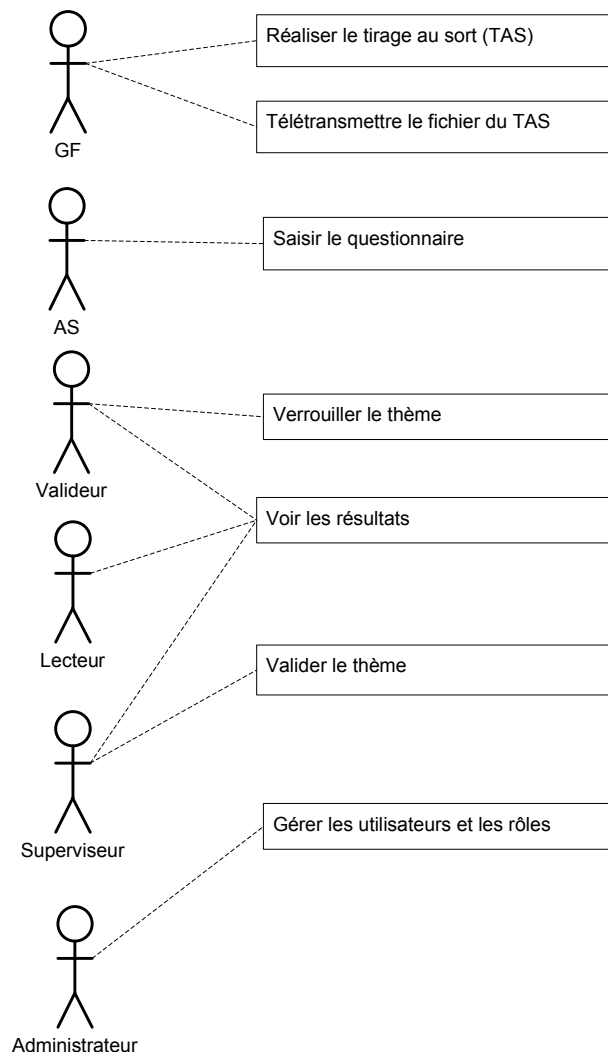 Réaliser le tirage au sort (TAS)
Télétransmettre le fichier du TAS
GF
Saisir le questionnaire
AS
Verrouiller le thème
Valideur
Voir les résultats
Lecteur
Valider le thème
Superviseur
Gérer les utilisateurs et les rôles
Administrateur